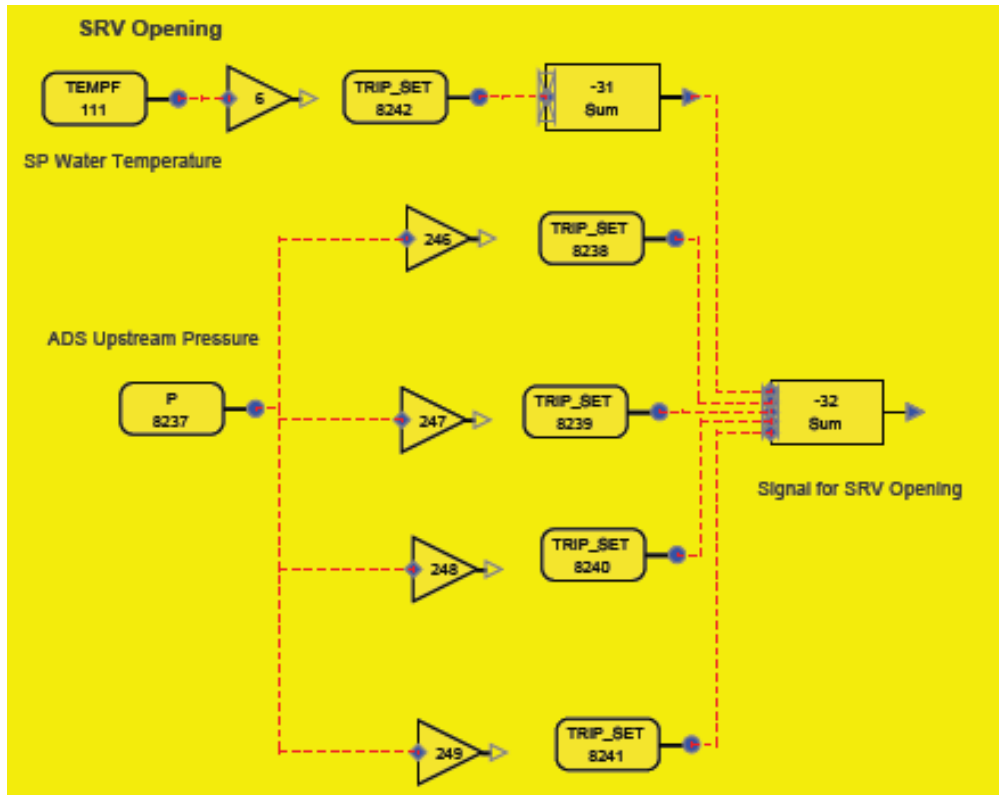 SRV Opening
TEMPF
111
6
TRIP_SET
8242
-31
Sum
SP Water Temperature
246
TRIP_SET
8238
ADS Upstream Pressure
P
8237
247
TRIP_SET
8239
-32
Sum
Signal for SRV Opening
248
TRIP_SET
8240
249
TRIP_SET
8241